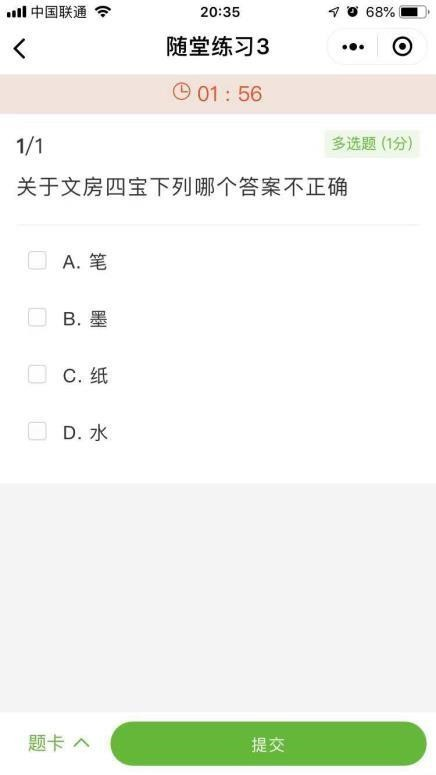 中国联通 20:35 68%
随堂练习3
01 : 56
1/1 多选题 (1分)
关于文房四宝下列哪个答案不正确
A. 笔
B. 墨
C. 纸
D. 水
题卡 提交